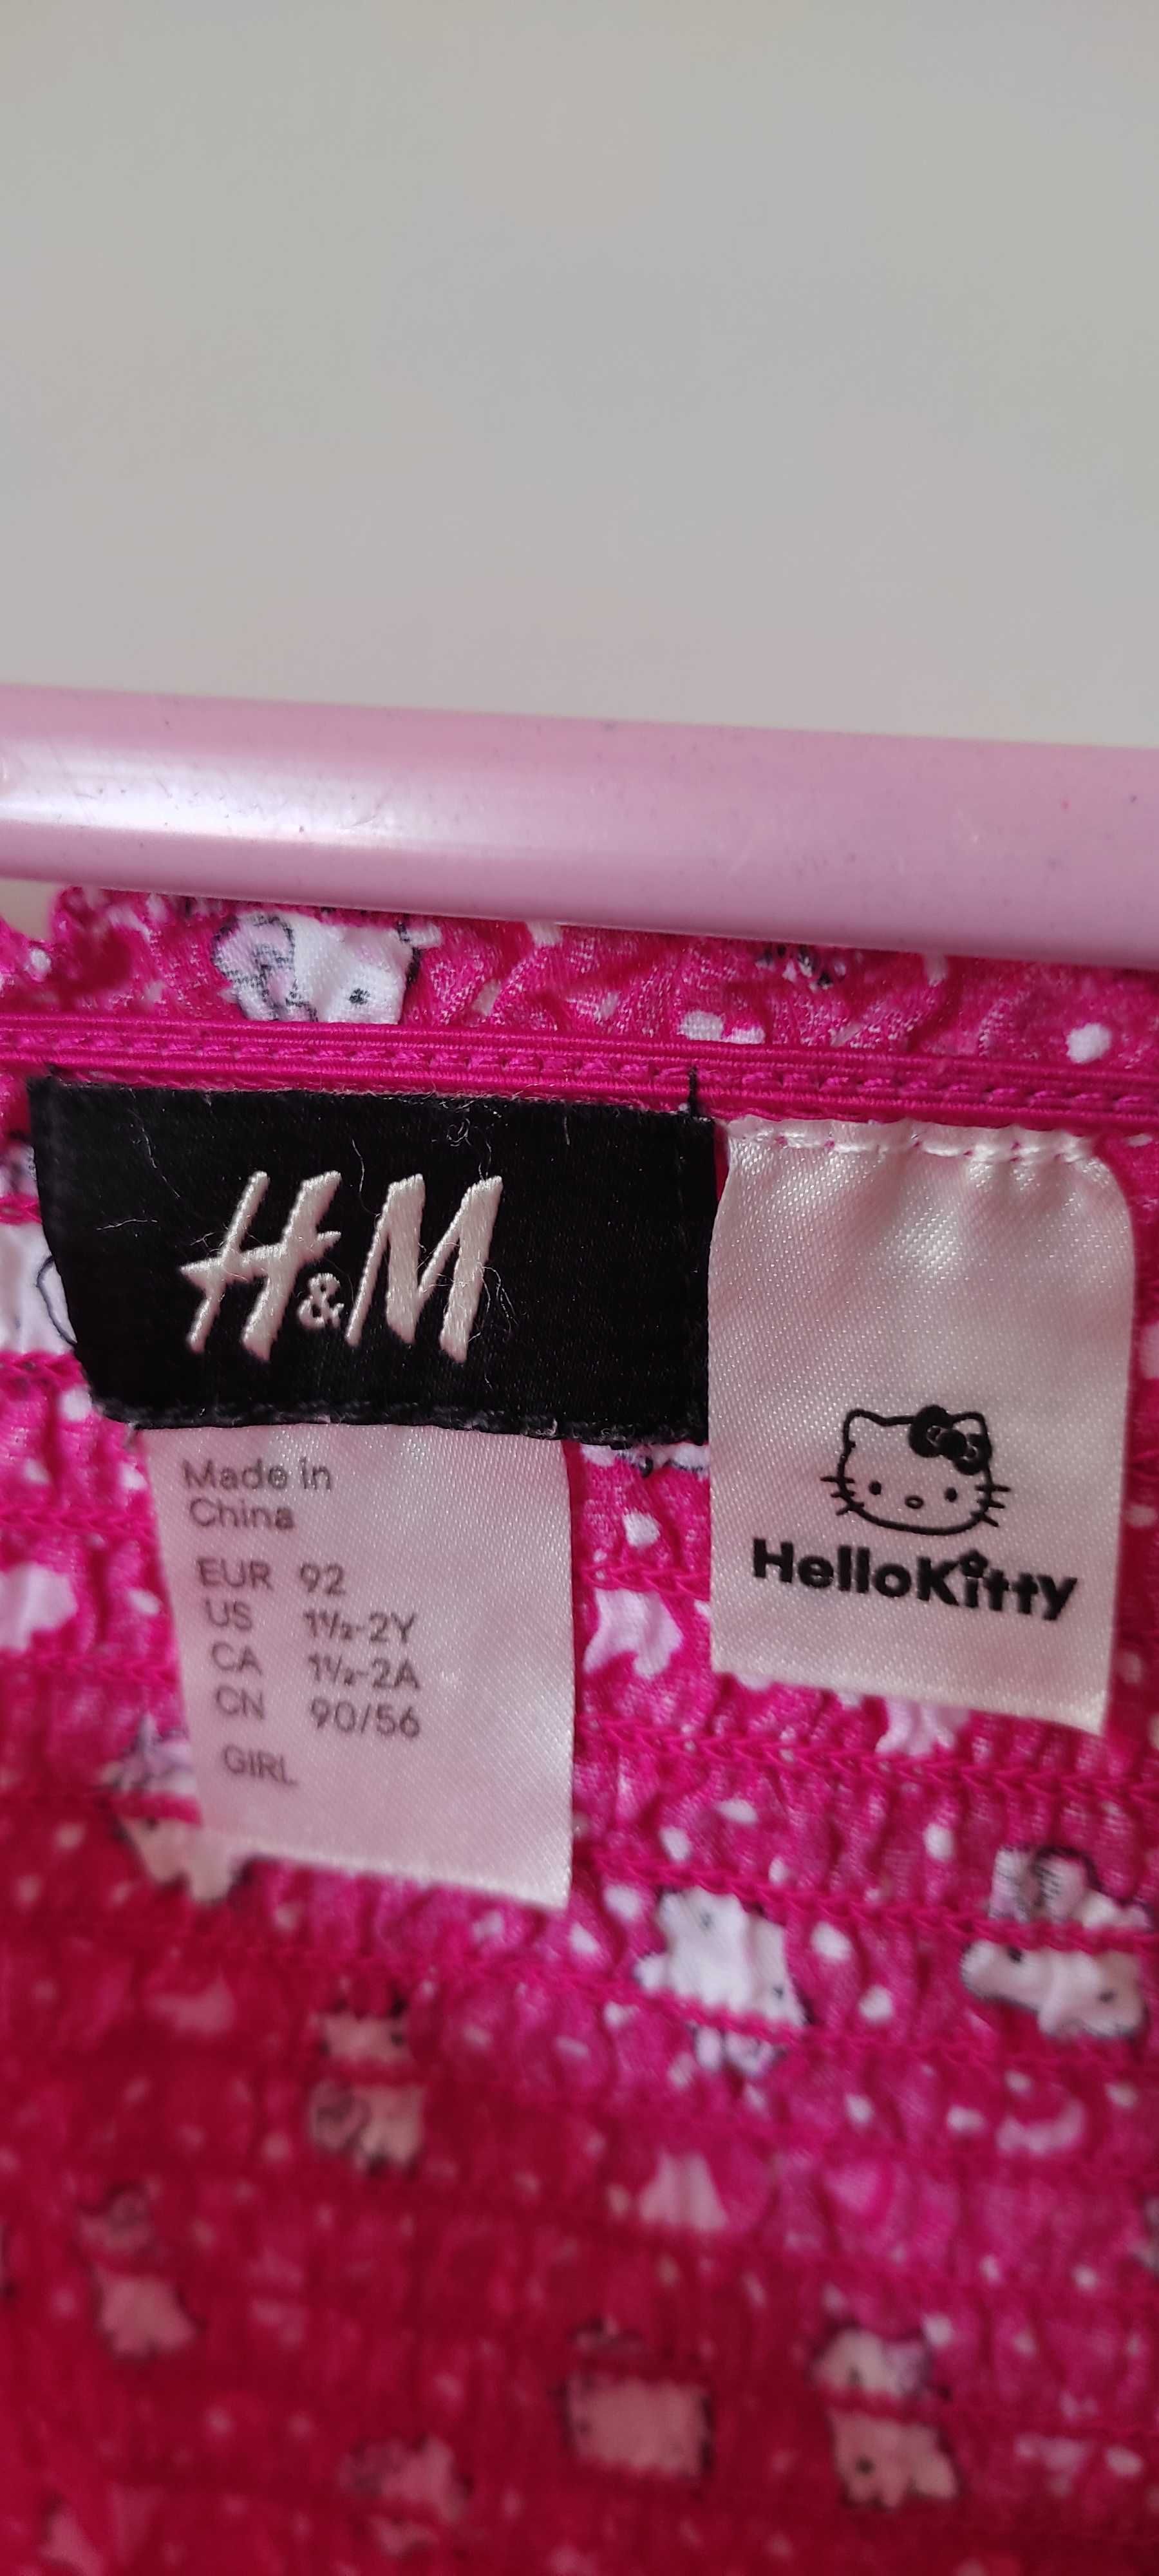 H&M
Made in
China
EUR 92
US 1½-2Y
CA 1½-2A
CN 90/56
GIRL
HelloKitty